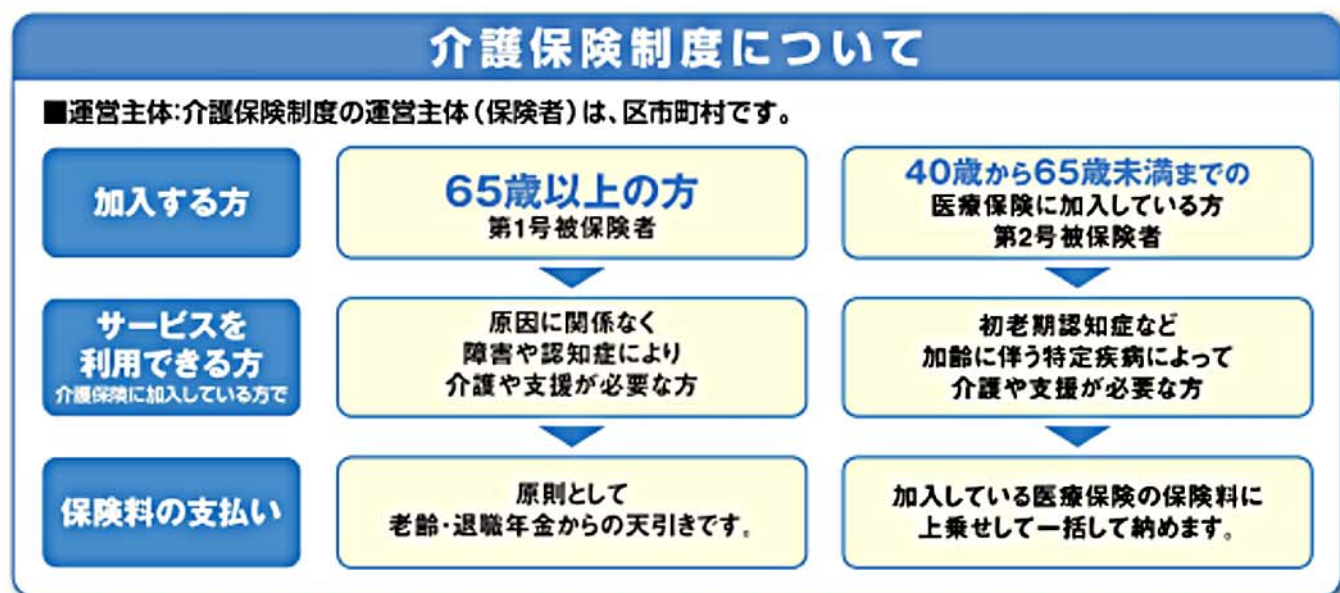 介護保険制度について
■運営主体:介護保険制度の運営主体(保険者)は、区市町村です。
加入する方
65歳以上の方
第1号被保険者
40歳から65歳未満までの
医療保険に加入している方
第2号被保険者
サービスを
利用できる方
介護保険に加入している方で
原因に関係なく
障害や認知症により
介護や支援が必要な方
初老期認知症など
加齢に伴う特定疾病によって
介護や支援が必要な方
保険料の支払い
原則として
老齢・退職年金からの天引きです。
加入している医療保険の保険料に
上乗せして一括して納めます。